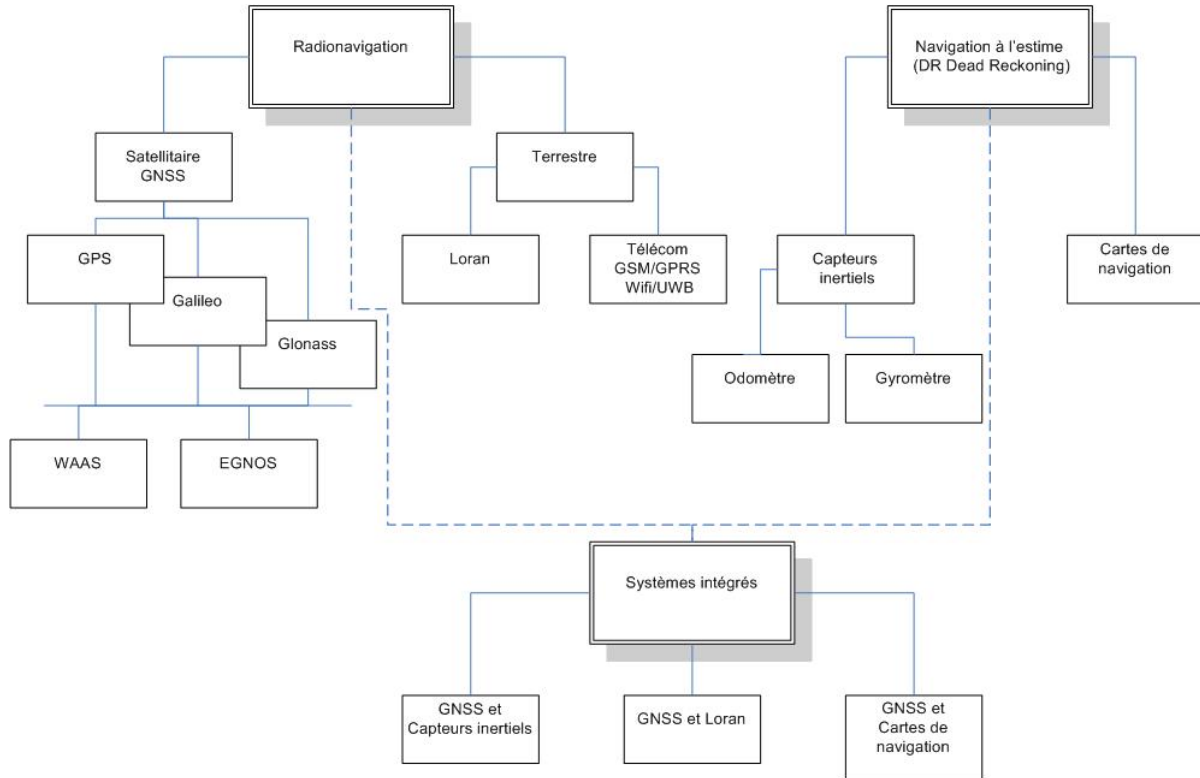 Radionavigation
Navigation à l'estime
(DR Dead Reckoning)
Satellitaire
GNSS
Terrestre
GPS
Galileo
Glonass
Loran
Télécom
GSM/GPRS
Wifi/UWB
Capteurs
inertiels
Cartes de
navigation
Odomètre
Gyromètre
WAAS
EGNOS
Systèmes intégrés
GNSS et
Capteurs inertiels
GNSS et Loran
GNSS et
Cartes de
navigation